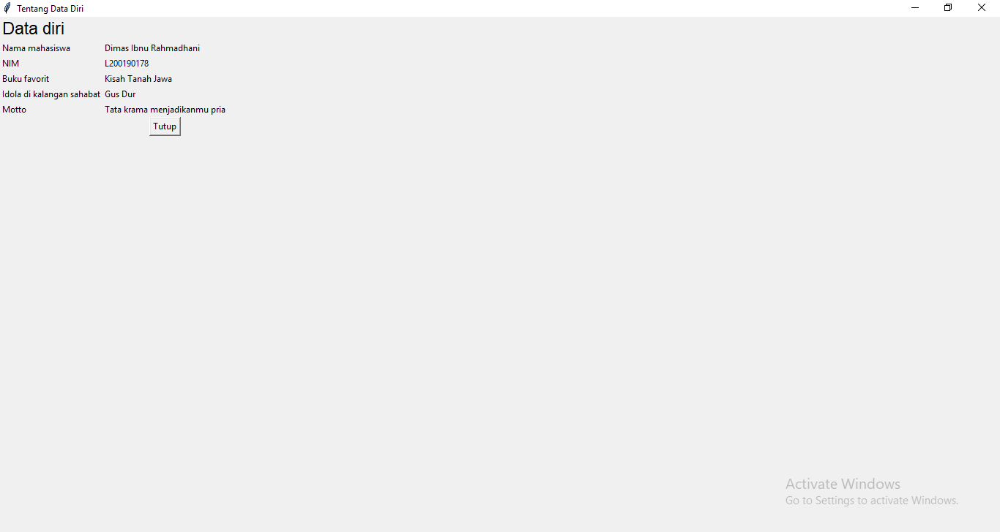 Tentang Data Diri
Data diri
Nama mahasiswa Dimas Ibnu Rahmadhani
NIM L200190178
Buku favorit Kisah Tanah Jawa
Idola di kalangan sahabat Gus Dur
Motto Tata krama menjadikanmu pria
Tutup
Activate Windows
Go to Settings to activate Windows.